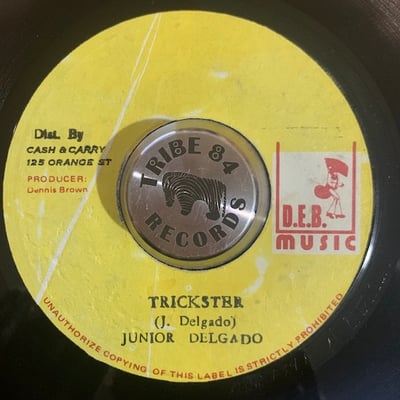 Dist. By
CASH & CARRY
125 ORANGE ST
PRODUCER:
Dennis Brown
TRIBE 84
RECORDS
D.E.B.
MUSIC
TRICKSTER
(J. Delgado)
JUNIOR DELGADO
UNAUTHORIZE COPYING OF THIS LABEL IS STRICTLY PROHIBITED